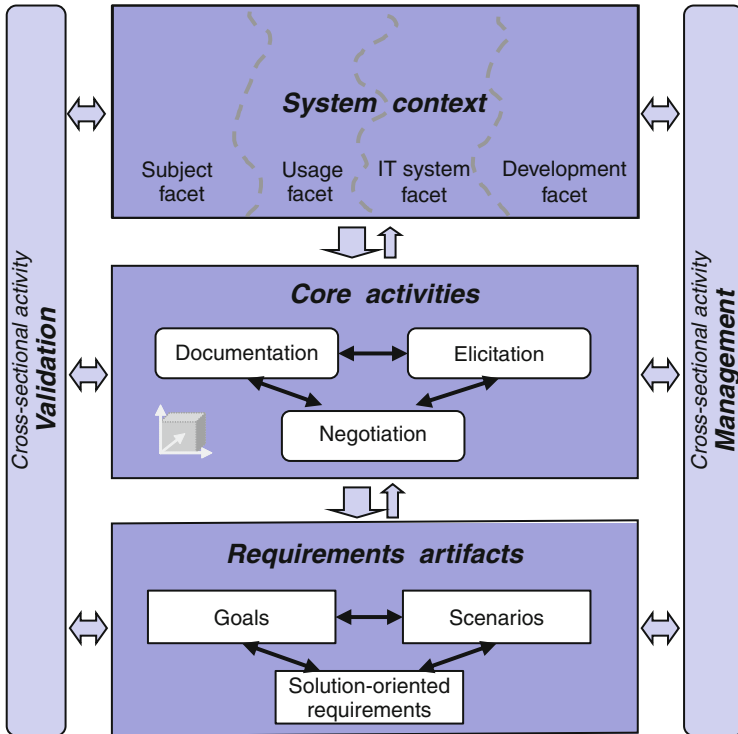 System context
Subject
facet
Usage
facet
IT system
facet
Development
facet
Core activities
Documentation
Elicitation
Negotiation
Requirements artifacts
Goals
Scenarios
Solution-oriented
requirements
Cross-sectional activity
Validation
Cross-sectional activity
Management